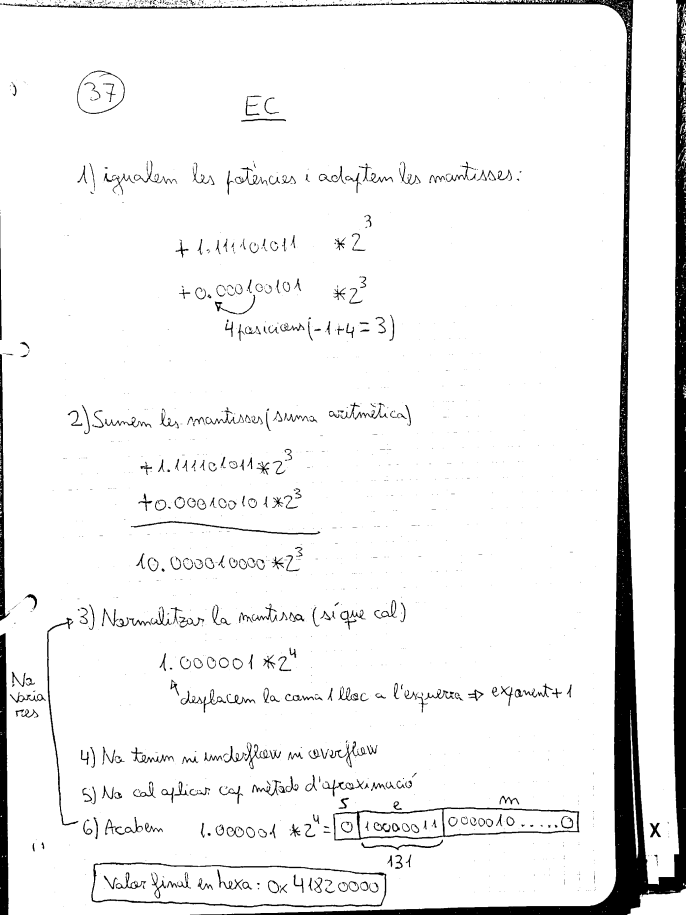 37
EC
1) igualem les potències i adaptem les mantisses:
+1.111101011 *2^3
+0.000100101 *2^3
4 posicions (-1+4=3)
2) Sumem les mantisses (suma aritmètica)
+1.111101011*2^3
+0.000100101*2^3
10.000010000 *2^3
3) Normalitzar la mantissa (sí que cal)
1.000001 *2^4
desplacem la coma 1 lloc a l'esquerra => exponent+1
No varia res
4) No tenim ni underflow ni overflow
5) No cal aplicar cap mètode d'aproximació
s e m
6) Acabem 1.000001 *2^4 = 0 10000011 0000010.....0
131
Valor final en hexa: 0x41820000